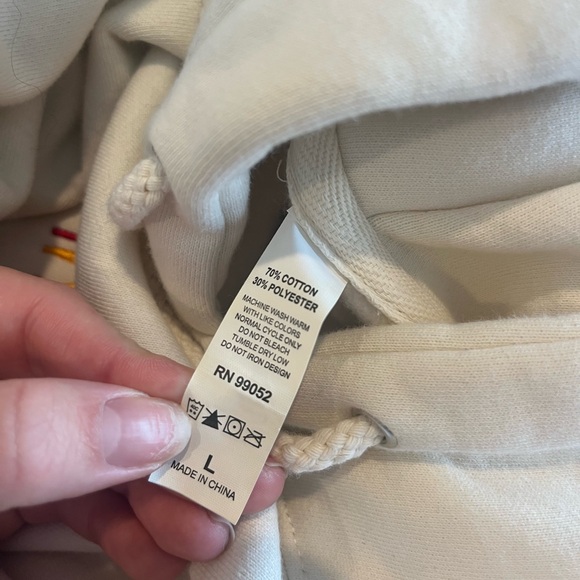 70% COTTON
30% POLYESTER
MACHINE WASH WARM
WITH LIKE COLORS
NORMAL CYCLE ONLY
DO NOT BLEACH
TUMBLE DRY LOW
DO NOT IRON DESIGN
RN 99052
L
MADE IN CHINA